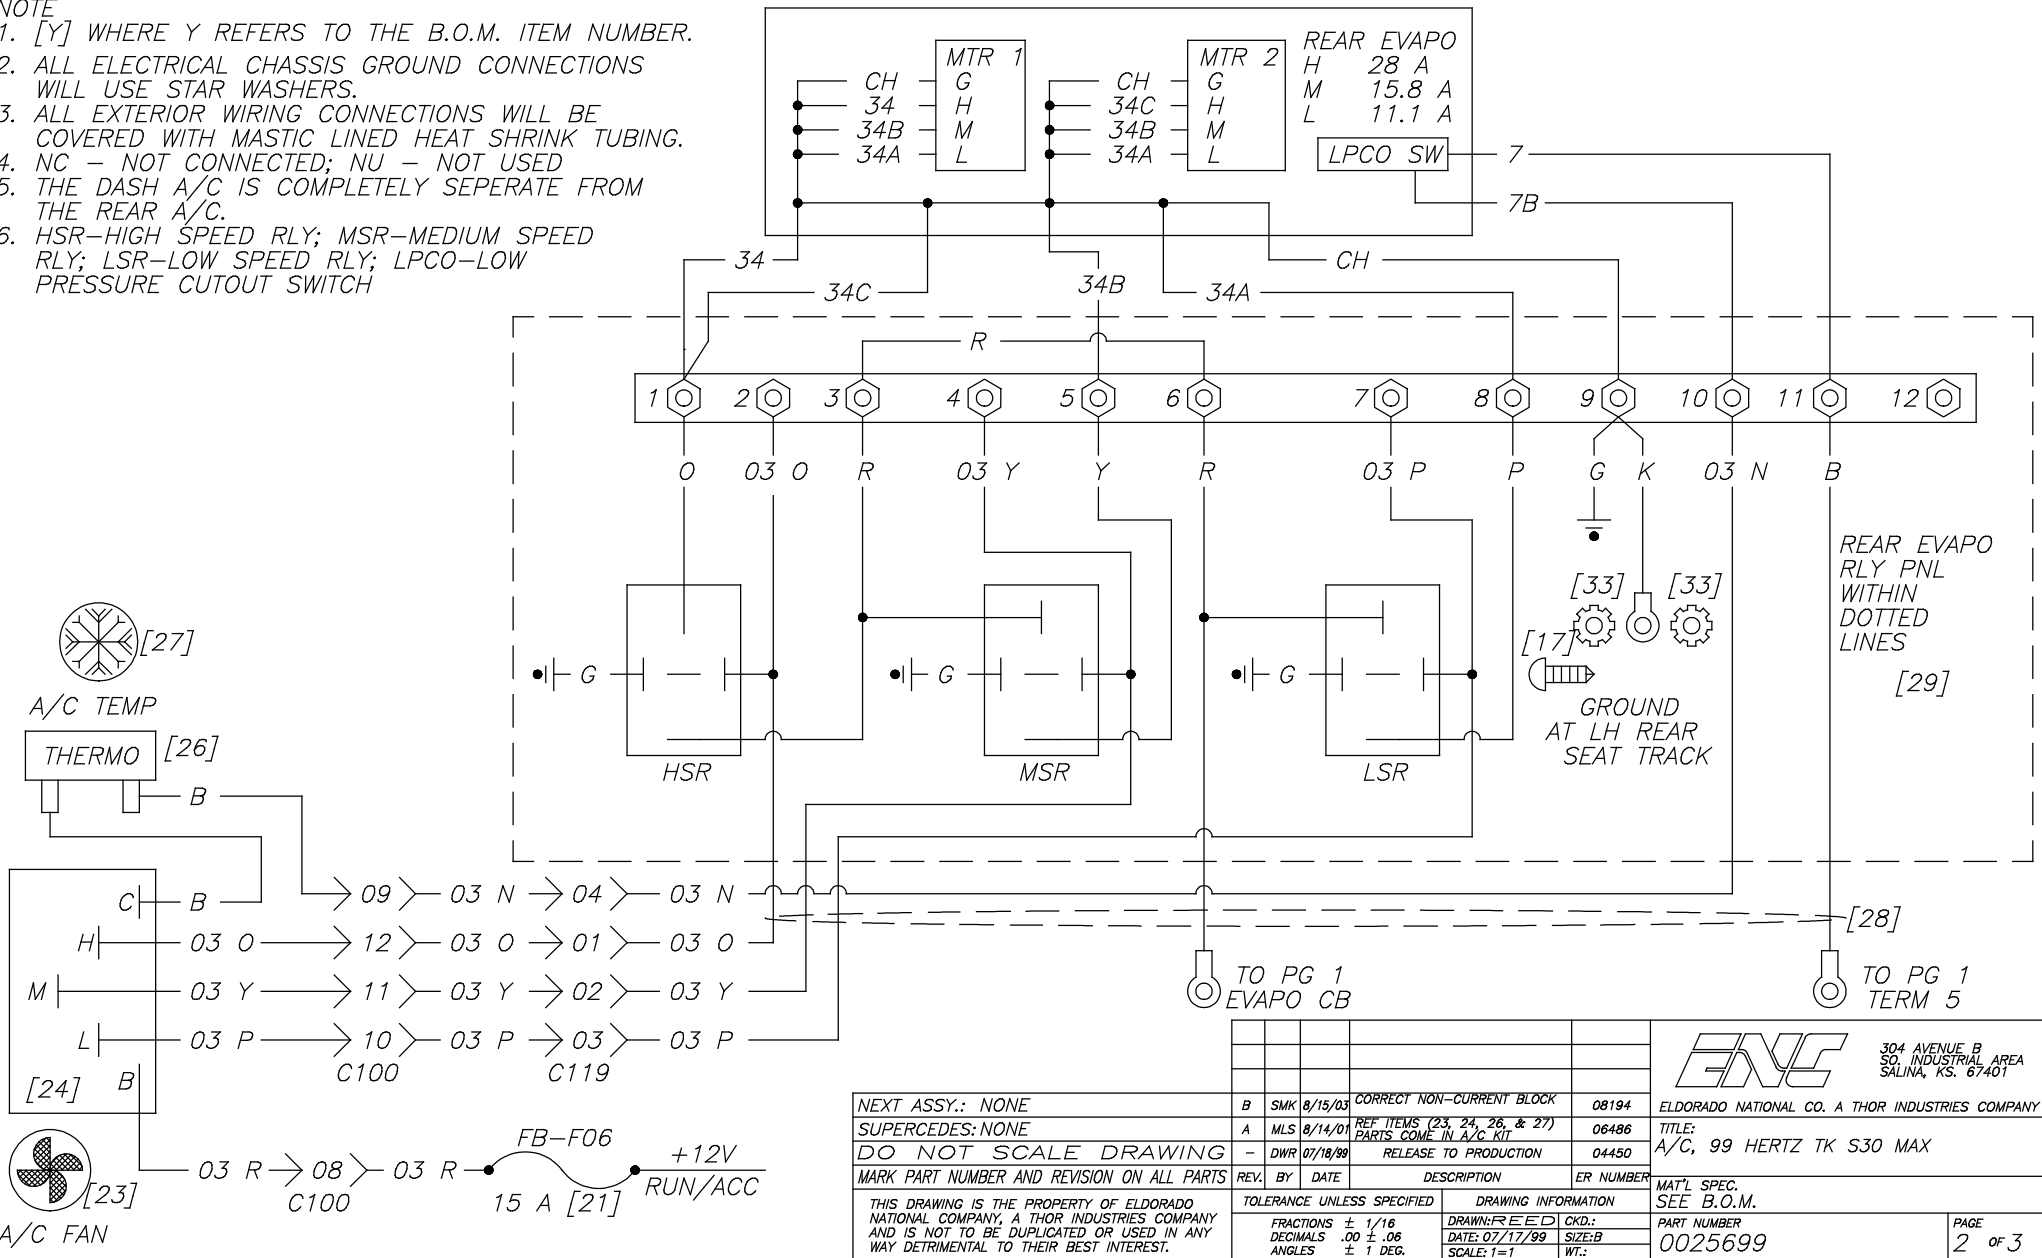 NOTE
1. [Y] WHERE Y REFERS TO THE B.O.M. ITEM NUMBER.
2. ALL ELECTRICAL CHASSIS GROUND CONNECTIONS
WILL USE STAR WASHERS.
3. ALL EXTERIOR WIRING CONNECTIONS WILL BE
COVERED WITH MASTIC LINED HEAT SHRINK TUBING.
4. NC - NOT CONNECTED; NU - NOT USED
5. THE DASH A/C IS COMPLETELY SEPERATE FROM
THE REAR A/C.
6. HSR-HIGH SPEED RLY; MSR-MEDIUM SPEED
RLY; LSR-LOW SPEED RLY; LPCO-LOW
PRESSURE CUTOUT SWITCH
MTR 1
CH G
34 H
34B M
34A L
MTR 2
CH G
34C H
34B M
34A L
REAR EVAPO
H 28 A
M 15.8 A
L 11.1 A
LPCO SW
7
7B
34
34C
34B
34A
CH
R
1 2 3 4 5 6 7 8 9 10 11 12
O 03 O R 03 Y Y R 03 P P G K 03 N B
REAR EVAPO
RLY PNL
WITHIN
DOTTED
LINES
[29]
[33] [33]
[17]
GROUND
AT LH REAR
SEAT TRACK
G G G
HSR MSR LSR
[27]
A/C TEMP
THERMO [26]
B
C B
09 03 N 04 03 N
H 03 O 12 03 O 01 03 O
M 03 Y 11 03 Y 02 03 Y
L 03 P 10 03 P 03 03 P
C100 C119
[24] B
[28]
TO PG 1
EVAPO CB
TO PG 1
TERM 5
[23]
A/C FAN
03 R 08 03 R
C100
FB-F06
15 A [21]
+12V
RUN/ACC
NEXT ASSY.: NONE
SUPERCEDES: NONE
DO NOT SCALE DRAWING
MARK PART NUMBER AND REVISION ON ALL PARTS
THIS DRAWING IS THE PROPERTY OF ELDORADO
NATIONAL COMPANY, A THOR INDUSTRIES COMPANY
AND IS NOT TO BE DUPLICATED OR USED IN ANY
WAY DETRIMENTAL TO THEIR BEST INTEREST.
B SMK 8/15/03 CORRECT NON-CURRENT BLOCK 08194
A MLS 8/14/01 REF ITEMS (23, 24, 26, & 27)
PARTS COME IN A/C KIT 06486
- DWR 07/18/99 RELEASE TO PRODUCTION 04450
REV. BY DATE DESCRIPTION ER NUMBER
TOLERANCE UNLESS SPECIFIED
FRACTIONS ± 1/16
DECIMALS .00 ± .06
ANGLES ± 1 DEG.
DRAWING INFORMATION
DRAWN: REED CKD.:
DATE: 07/17/99 SIZE:B
SCALE: 1=1 WT.:
ENC
304 AVENUE B
SO. INDUSTRIAL AREA
SALINA, KS. 67401
ELDORADO NATIONAL CO. A THOR INDUSTRIES COMPANY
TITLE:
A/C, 99 HERTZ TK S30 MAX
MAT'L SPEC.
SEE B.O.M.
PART NUMBER
0025699
PAGE
2 OF 3